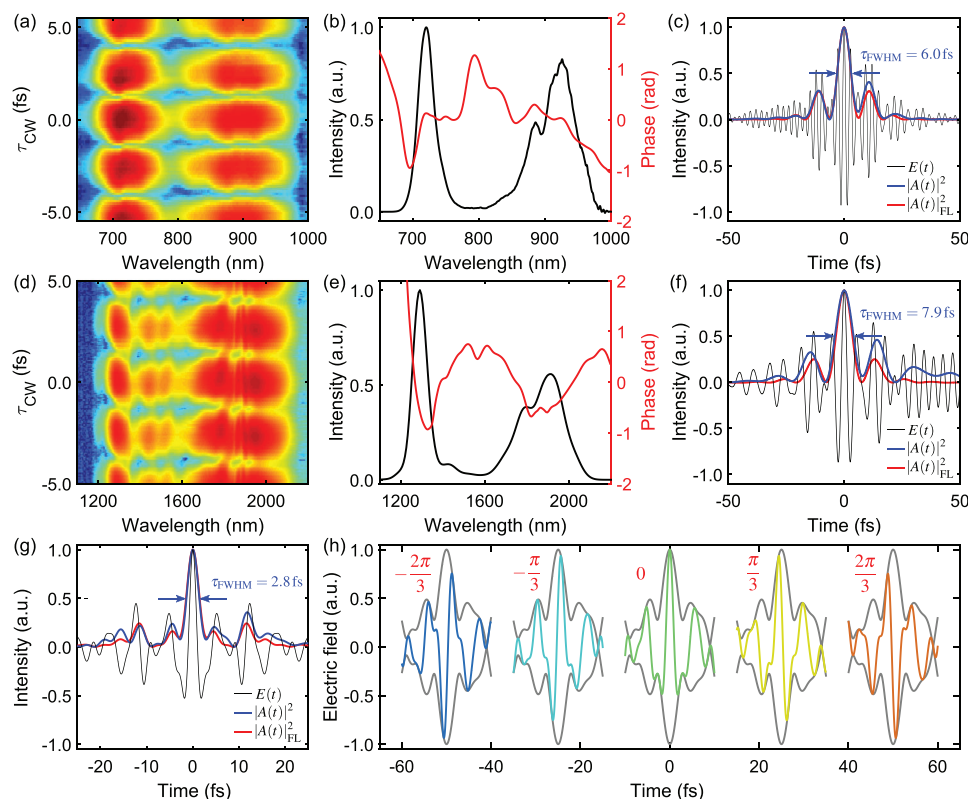 (a)
5.0
0.0
-5.0
τCW (fs)
700 800 900 1000
Wavelength (nm)
(b)
1.0
0.5
0.0
Intensity (a.u.)
2
1
0
-1
-2
Phase (rad)
700 800 900 1000
Wavelength (nm)
(c)
1.0
0.5
0.0
-0.5
-1.0
Intensity (a.u.)
τFWHM = 6.0 fs
E(t)
|A(t)|²
|A(t)|²FL
-50 0 50
Time (fs)
(d)
5.0
0.0
-5.0
τCW (fs)
1200 1600 2000
Wavelength (nm)
(e)
1.0
0.5
0.0
Intensity (a.u.)
2
1
0
-1
-2
Phase (rad)
1200 1600 2000
Wavelength (nm)
(f)
1.0
0.5
0.0
-0.5
-1.0
Intensity (a.u.)
τFWHM = 7.9 fs
E(t)
|A(t)|²
|A(t)|²FL
-50 0 50
Time (fs)
(g)
1.0
0.5
0.0
-0.5
-1.0
Intensity (a.u.)
τFWHM = 2.8 fs
E(t)
|A(t)|²
|A(t)|²FL
-20 -10 0 10 20
Time (fs)
(h)
1.0
0.5
0.0
-0.5
-1.0
Electric field (a.u.)
-2π/3 -π/3 0 π/3 2π/3
-60 -40 -20 0 20 40 60
Time (fs)